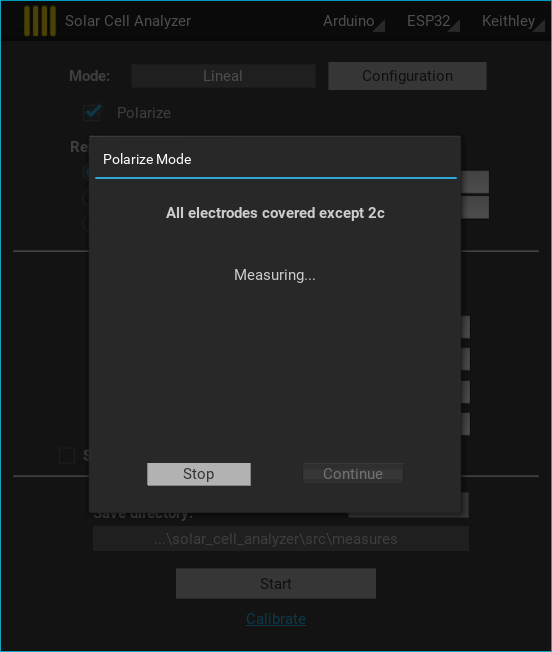 Solar Cell Analyzer Arduino ESP32 Keithley
Mode: Lineal Configuration
Polarize
Re
Polarize Mode
All electrodes covered except 2c
Measuring...
S
Stop Continue
Save directory:
...\solar_cell_analyzer\src\measures
Start
Calibrate